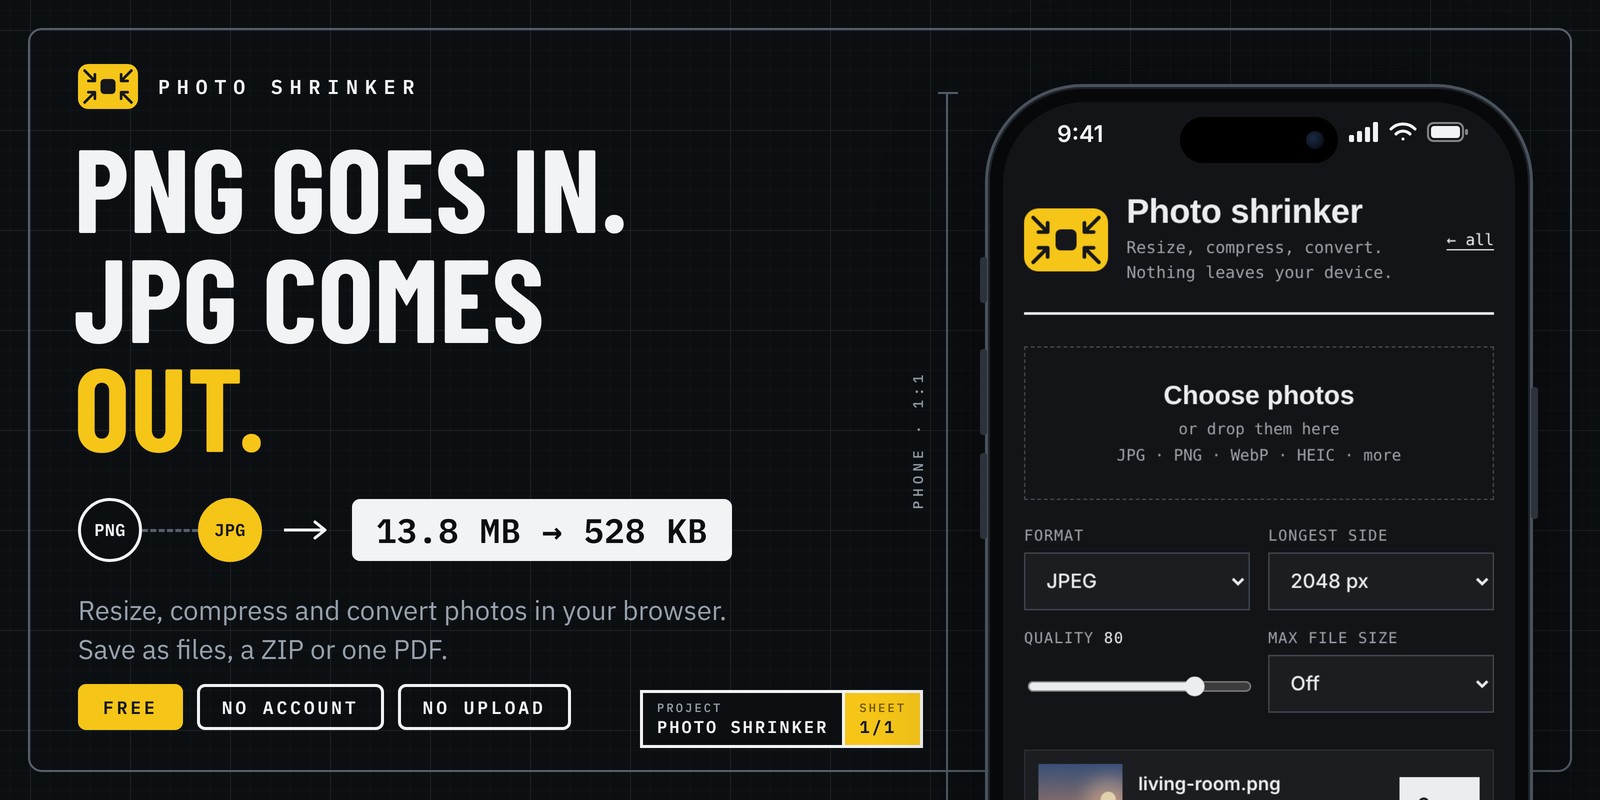 PHOTO SHRINKER
PNG GOES IN.
JPG COMES
OUT.
PNG
JPG
13.8 MB → 528 KB
Resize, compress and convert photos in your browser.
Save as files, a ZIP or one PDF.
FREE
NO ACCOUNT
NO UPLOAD
PROJECT
PHOTO SHRINKER
SHEET
1/1
PHONE · 1:1
9:41
Photo shrinker
Resize, compress, convert.
Nothing leaves your device.
← all
Choose photos
or drop them here
JPG · PNG · WebP · HEIC · more
FORMAT
JPEG
LONGEST SIDE
2048 px
QUALITY 80
MAX FILE SIZE
Off
living-room.png